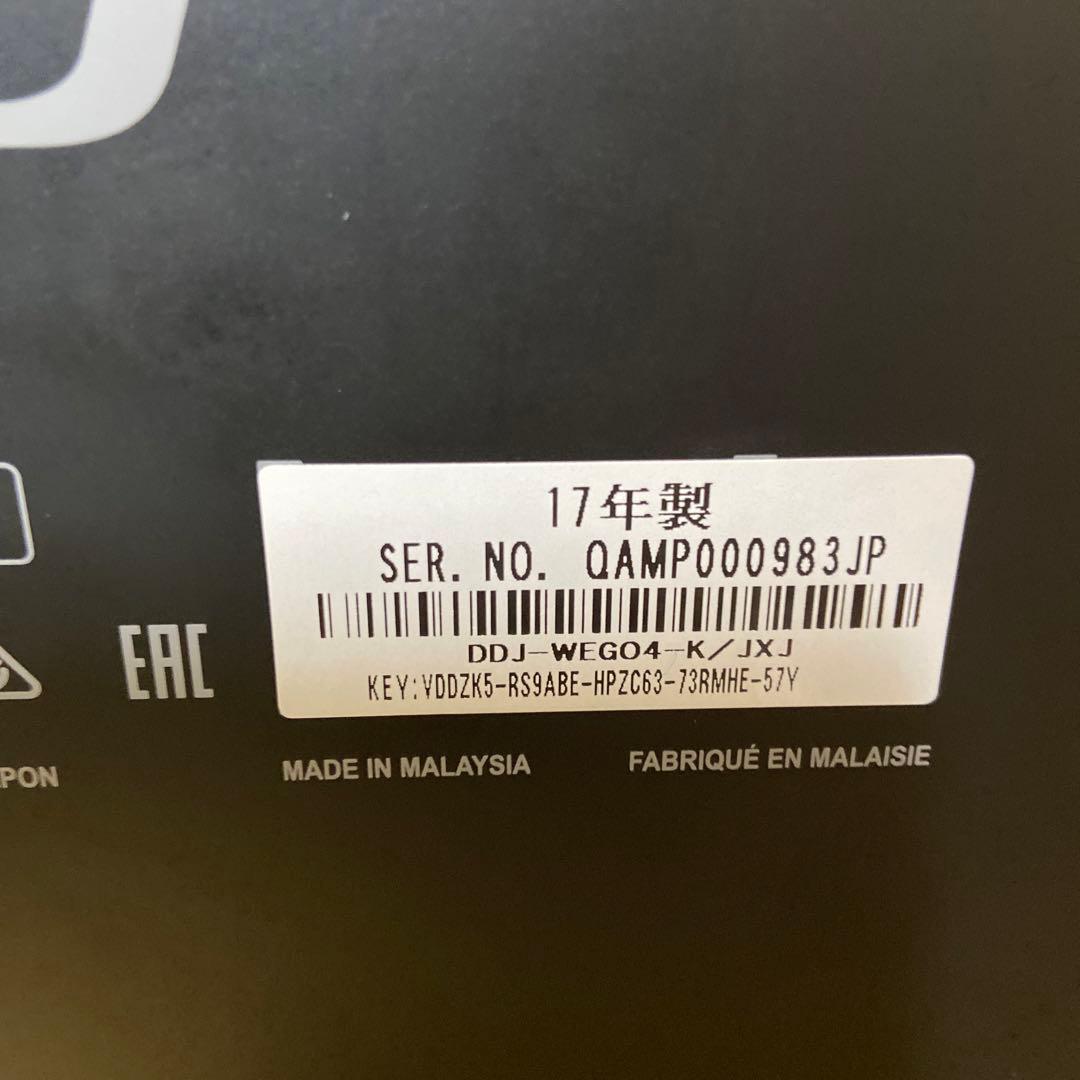 17年製
SER. NO. QAMP000983JP
DDJ-WEGO4-K/JXJ
KEY:VDDZK5-RS9ABE-HPZC63-73RMHE-57Y
EAC
PON
MADE IN MALAYSIA
FABRIQUÉ EN MALAISIE